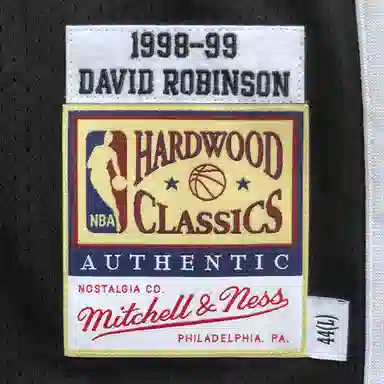 1998-99
DAVID ROBINSON
HARDWOOD
NBA
CLASSICS
AUTHENTIC
NOSTALGIA CO.
Mitchell & Ness
PHILADELPHIA, PA.
44(L)